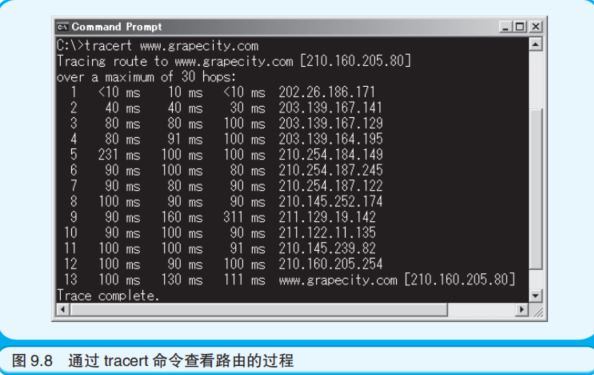 Command Prompt
C:\>tracert www.grapecity.com
Tracing route to www.grapecity.com [210.160.205.80]
over a maximum of 30 hops:
1 <10 ms 10 ms <10 ms 202.26.186.171
2 40 ms 40 ms 30 ms 203.139.167.141
3 80 ms 80 ms 100 ms 203.139.167.129
4 80 ms 91 ms 100 ms 203.139.164.195
5 231 ms 100 ms 100 ms 210.254.184.149
6 90 ms 100 ms 80 ms 210.254.187.245
7 90 ms 80 ms 90 ms 210.254.187.122
8 100 ms 90 ms 90 ms 210.145.252.174
9 90 ms 160 ms 311 ms 211.129.19.142
10 90 ms 100 ms 90 ms 211.122.11.135
11 100 ms 100 ms 91 ms 210.145.239.82
12 100 ms 90 ms 100 ms 210.160.205.254
13 100 ms 130 ms 111 ms www.grapecity.com [210.160.205.80]
Trace complete.
图 9.8 通过 tracert 命令查看路由的过程